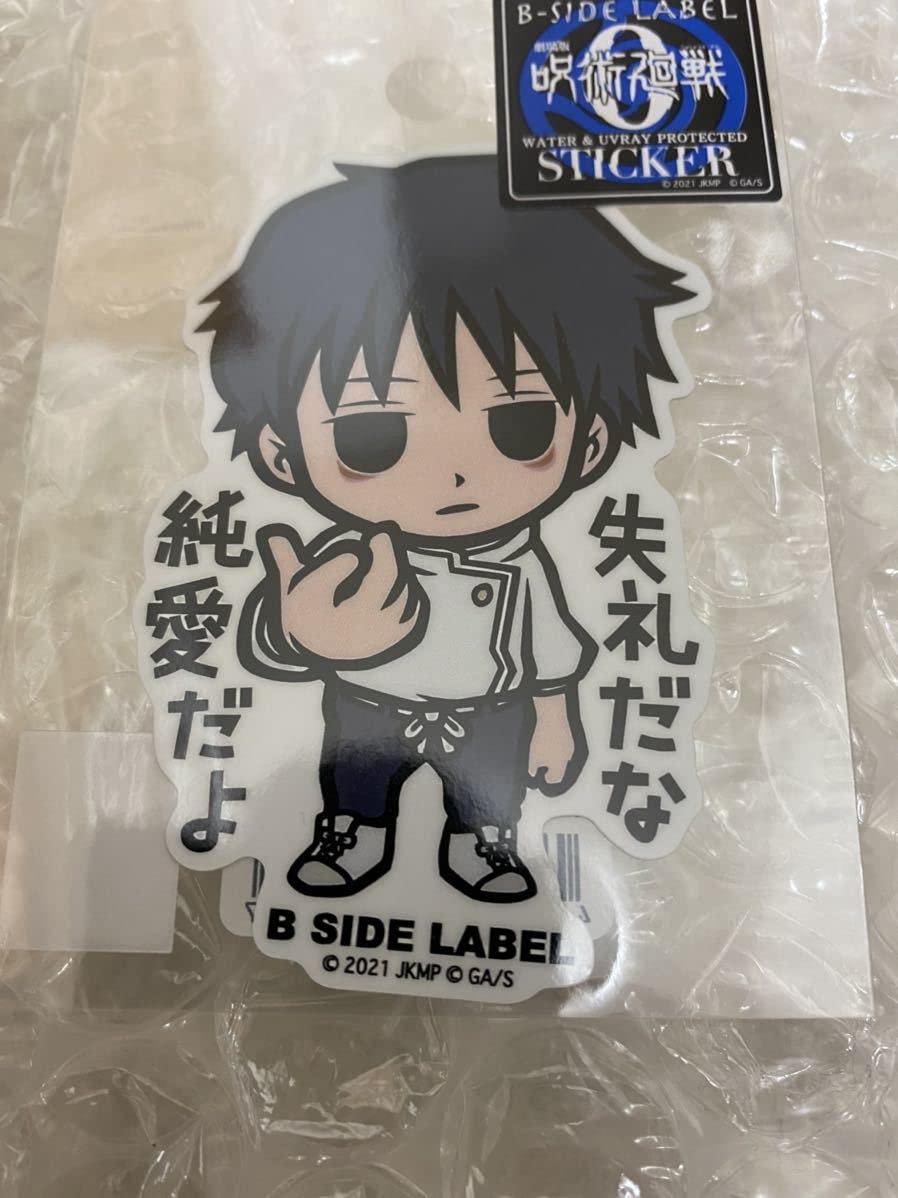 B-SIDE LABEL
劇場版
呪術廻戦
0
WATER & UVRAY PROTECTED
STICKER
© 2021 JKMP © GA/S
失礼だな
純愛だよ
B SIDE LABEL
© 2021 JKMP © GA/S